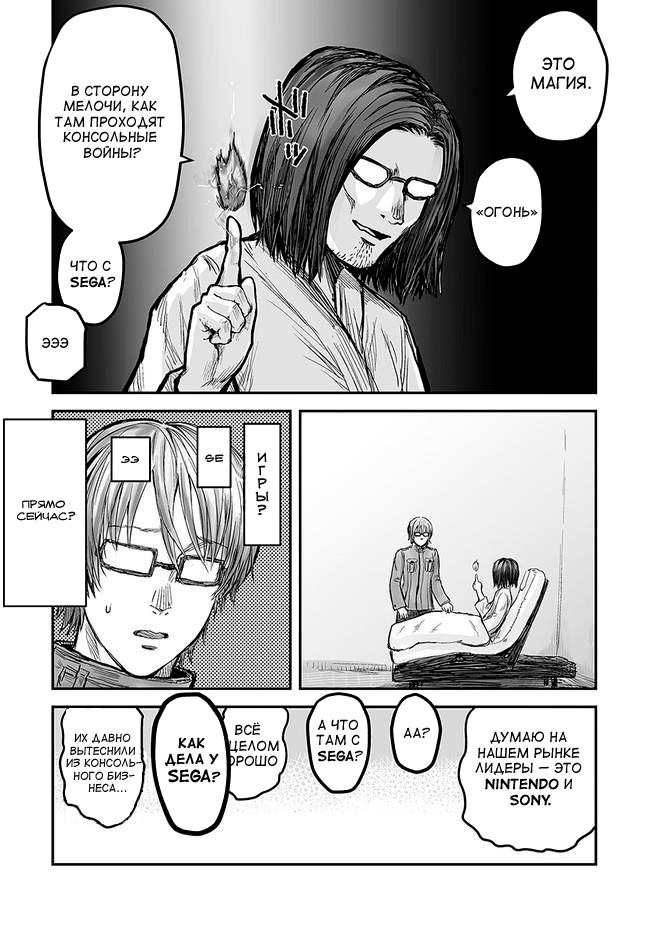 ЭТО
МАГИЯ.
«ОГОНЬ»
В СТОРОНУ
МЕЛОЧИ, КАК
ТАМ ПРОХОДЯТ
КОНСОЛЬНЫЕ
ВОЙНЫ?
ЧТО С
SEGA?
ЭЭЭ
ИГРЫ?
SE
ЭЭ
ПРЯМО
СЕЙЧАС?
ДУМАЮ НА
НАШЕМ РЫНКЕ
ЛИДЕРЫ — ЭТО
NINTENDO И
SONY.
АА?
А ЧТО
ТАМ С
SEGA?
ВСЁ
ЦЕЛОМ
ОРОШО
КАК
ДЕЛА У
SEGA?
ИХ ДАВНО
ВЫТЕСНИЛИ
ИЗ КОНСОЛЬ-
НОГО БИЗ-
НЕСА...